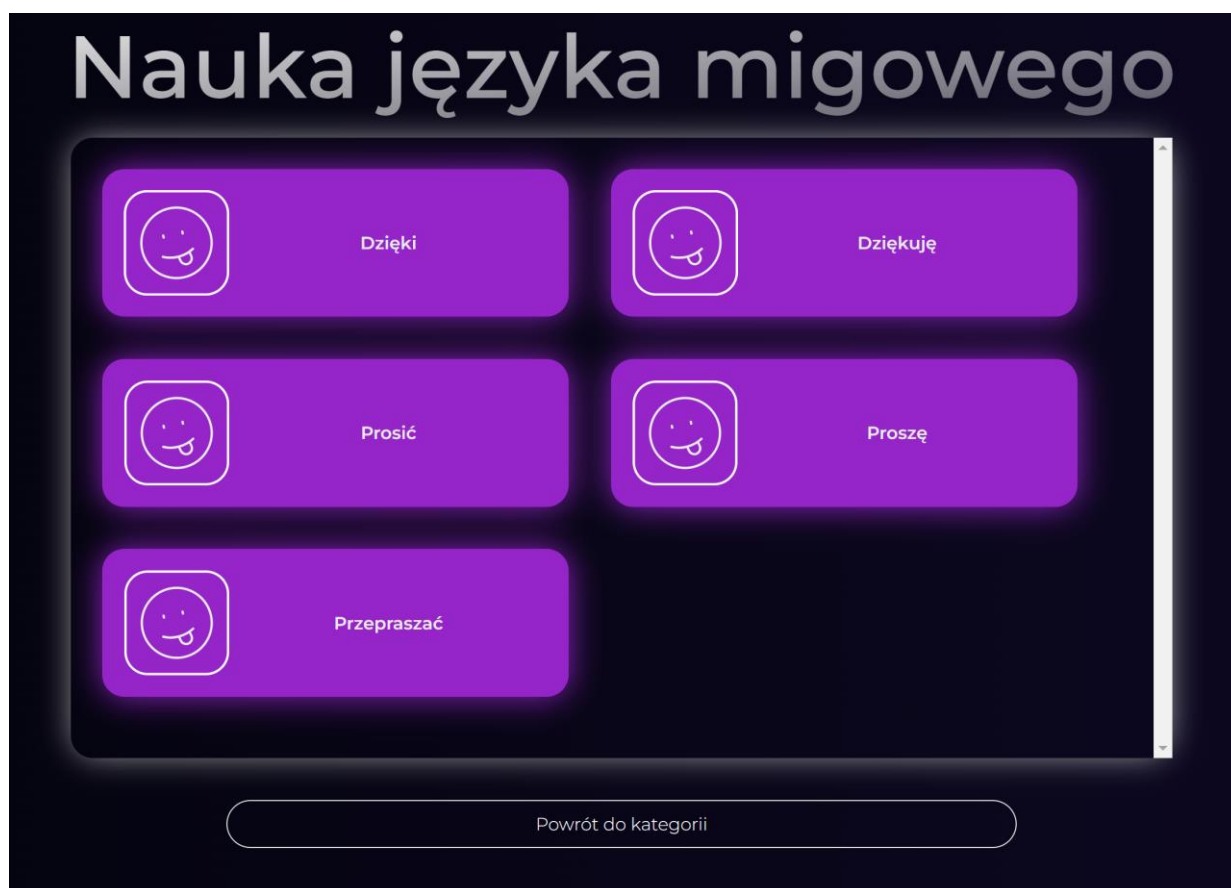 Nauka języka migowego
Dzięki
Dziękuję
Prosić
Proszę
Przepraszać
Powrót do kategorii